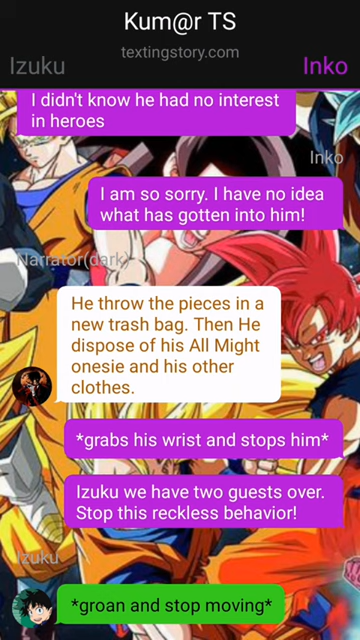 Kum@r TS
textingstory.com
Izuku
Inko
I didn't know he had no interest
in heroes
Inko
I am so sorry. I have no idea
what has gotten into him!
Narrator(dark)
He throw the pieces in a
new trash bag. Then He
dispose of his All Might
onesie and his other
clothes.
*grabs his wrist and stops him*
Izuku we have two guests over.
Stop this reckless behavior!
Izuku
*groan and stop moving*